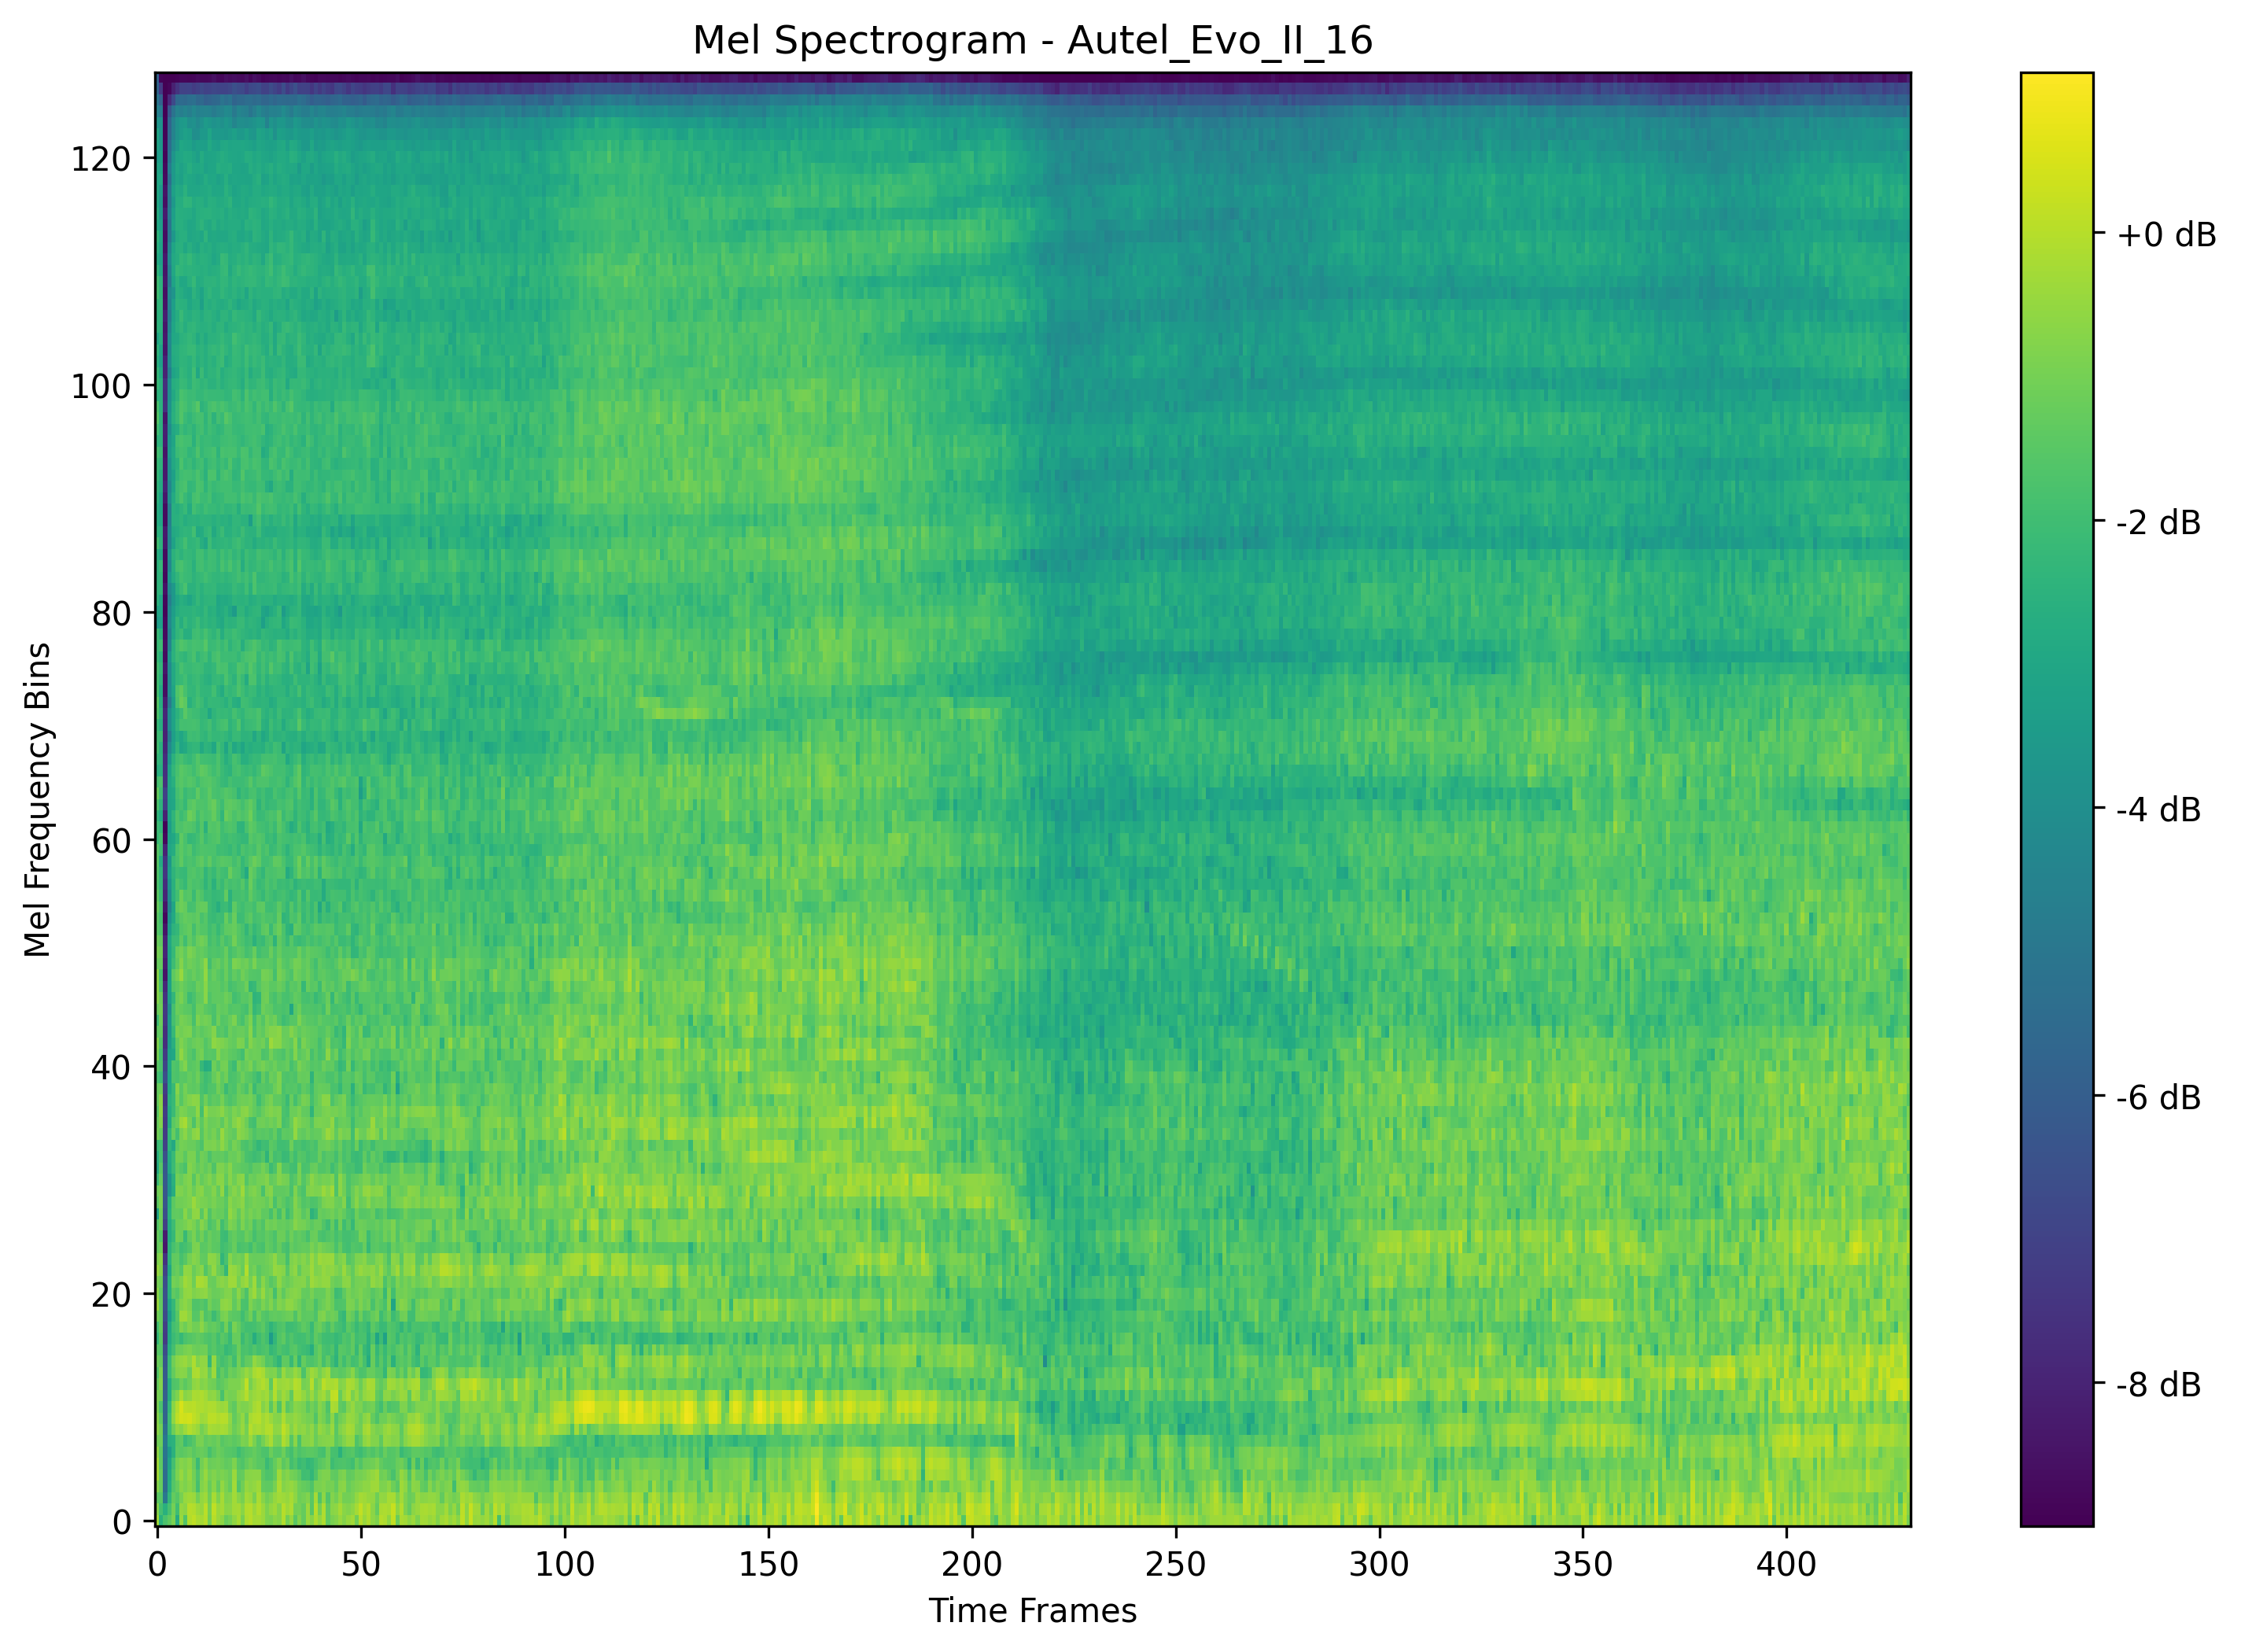 Mel Spectrogram - Autel_Evo_II_16
Mel Frequency Bins
120
100
80
60
40
20
0
0 50 100 150 200 250 300 350 400
Time Frames
+0 dB
-2 dB
-4 dB
-6 dB
-8 dB